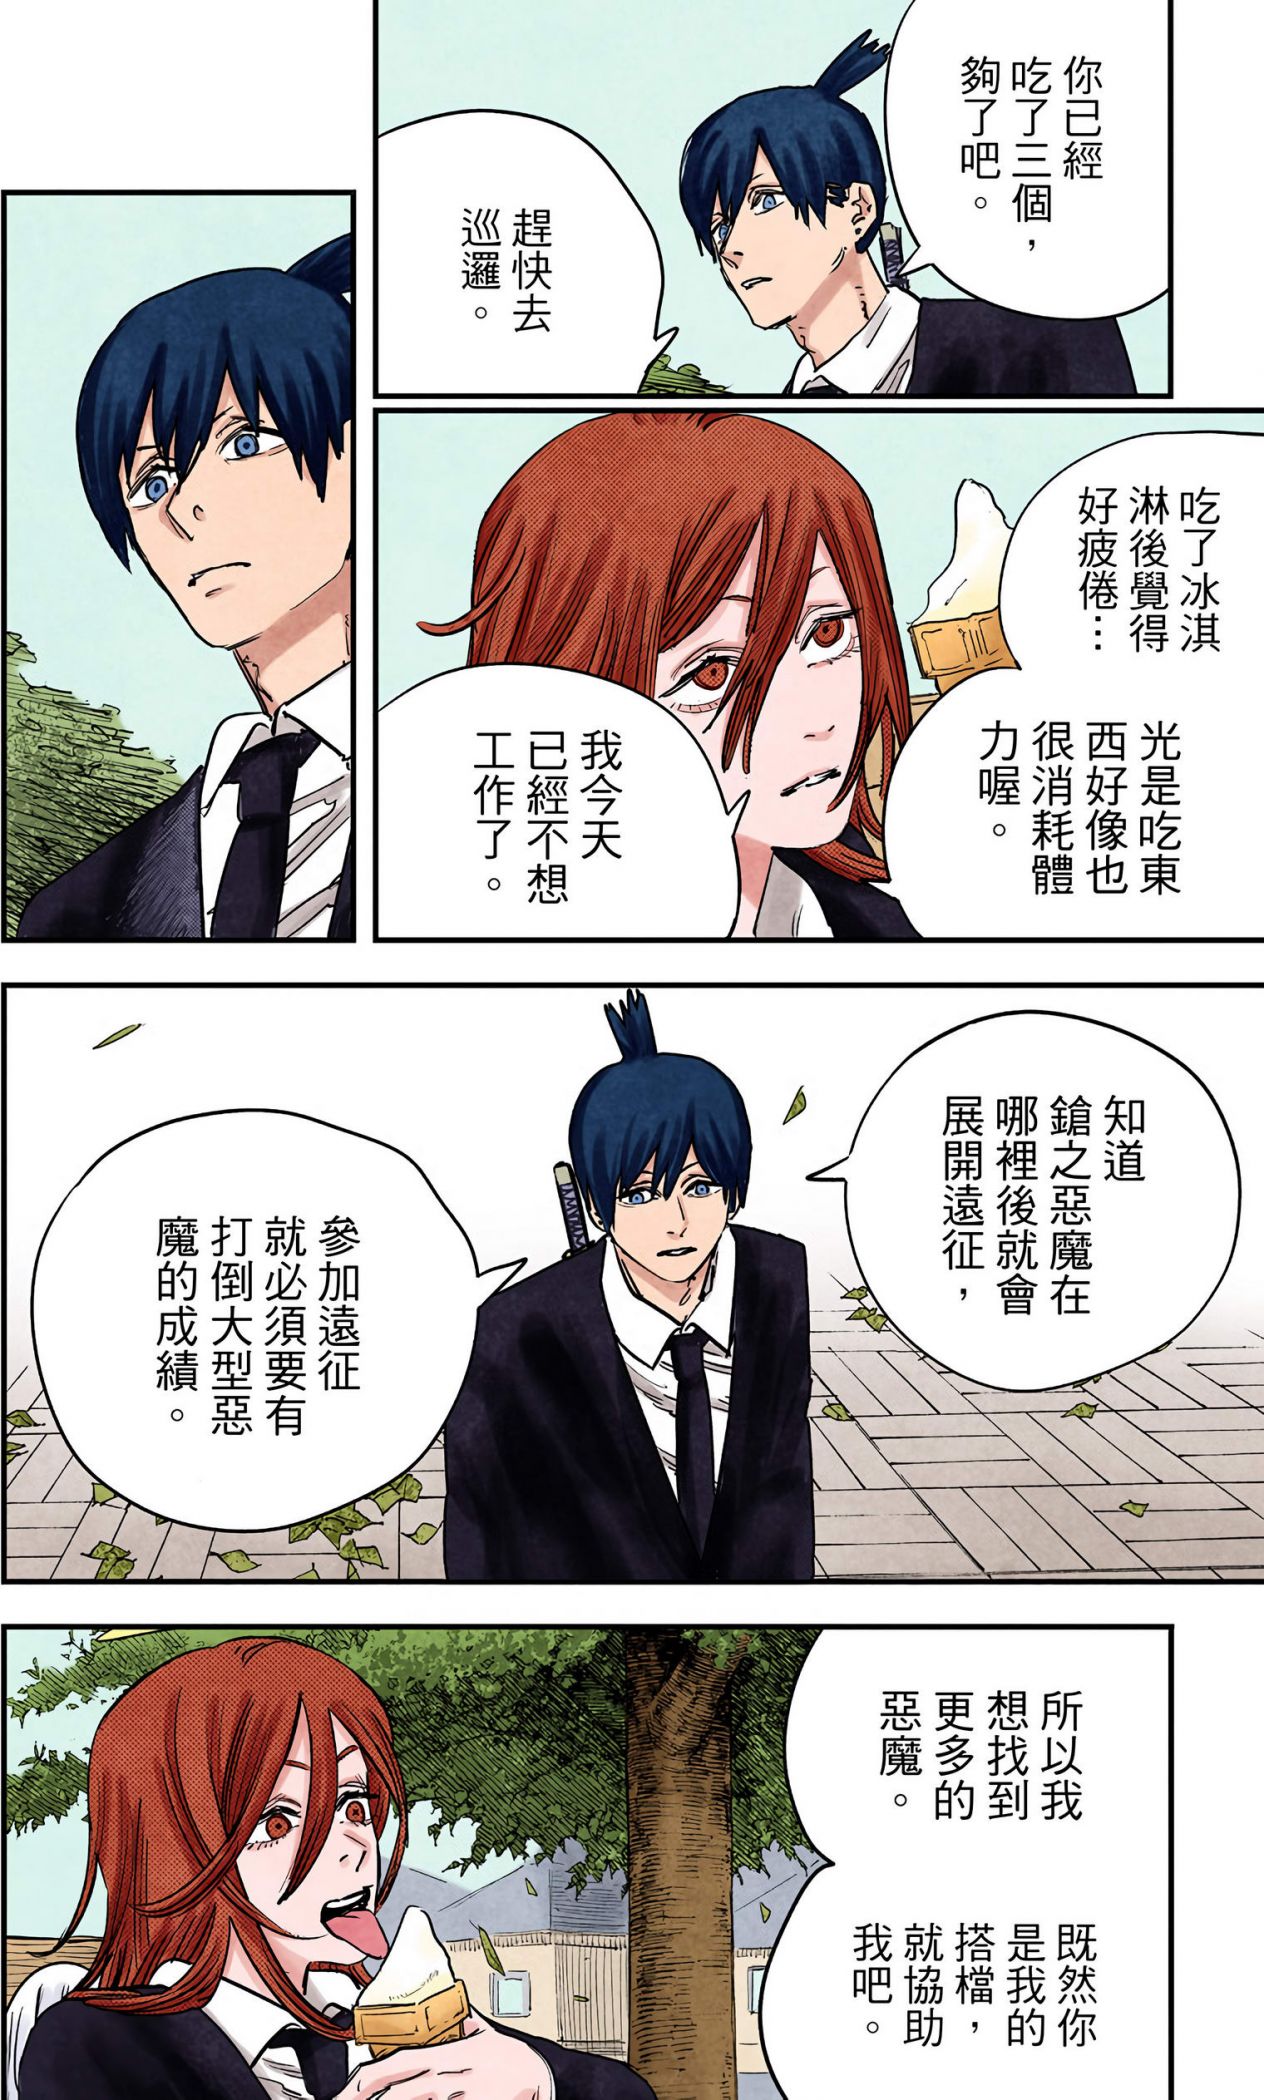 你已經
吃了三個，
夠了吧。
趕快去
巡邏。
吃了冰淇
淋後覺得
好疲倦…
光是吃東
西好像也
很消耗體
力喔。
我今天
已經不想
工作了。
知道
鎗之惡魔在
哪裡後就會
展開遠征，
參加遠征
就必須要有
打倒大型惡
魔的成績。
所以我
想找到
更多的
惡魔。
既然你
是我的
搭檔，
就協助
我吧。